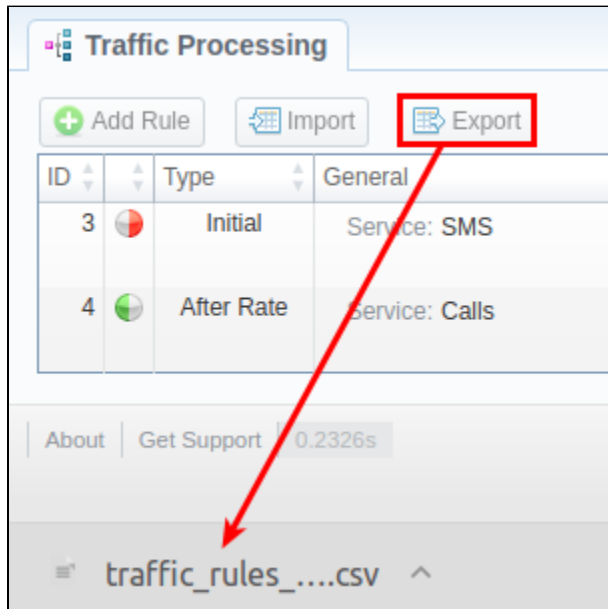 Traffic Processing
Add Rule Import Export
ID Type General
3 Initial Service: SMS
4 After Rate Service: Calls
About Get Support 0.2326s
traffic_rules_....csv